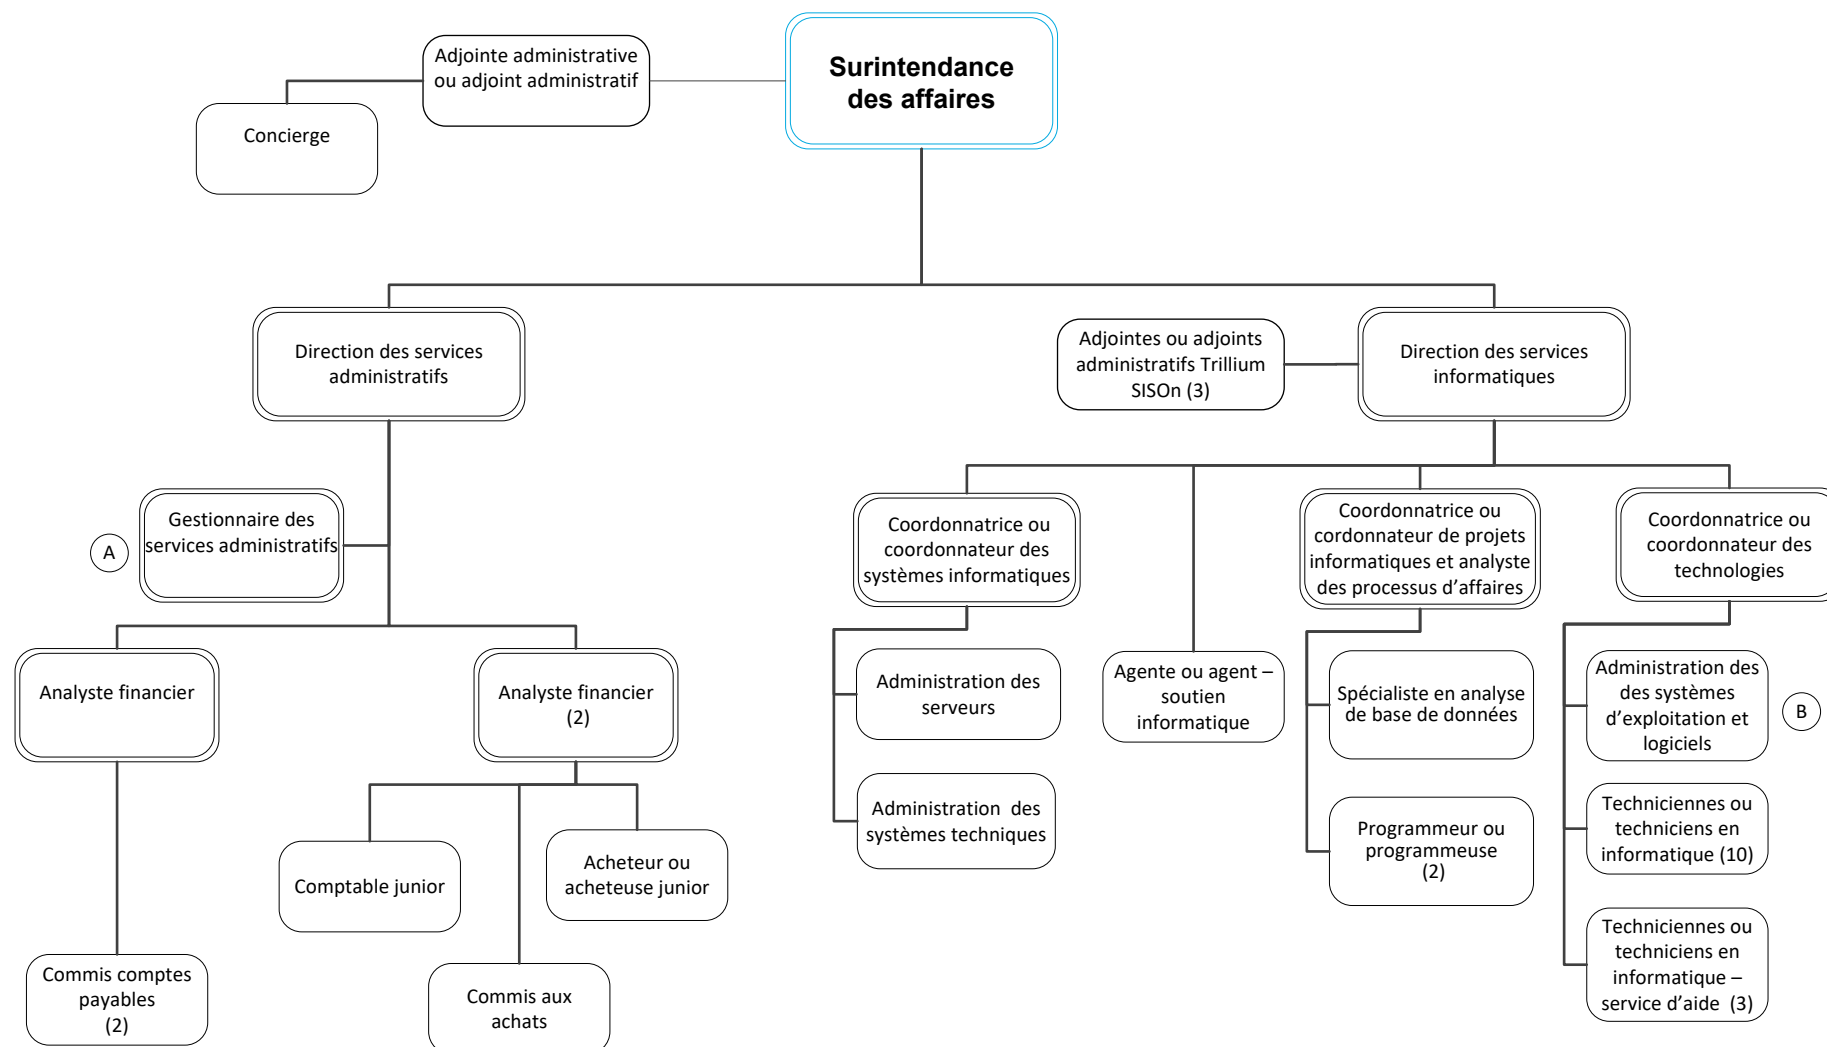 Surintendance
des affaires
Adjointe administrative
ou adjoint administratif
Concierge
Direction des services
administratifs
Adjointes ou adjoints
administratifs Trillium
SISOn (3)
Direction des services
informatiques
A
Gestionnaire des
services administratifs
Coordonnatrice ou
coordonnateur des
systèmes informatiques
Coordonnatrice ou
cordonnateur de projets
informatiques et analyste
des processus d’affaires
Coordonnatrice ou
coordonnateur des
technologies
Analyste financier
Analyste financier
(2)
Administration des
serveurs
Agente ou agent –
soutien
informatique
Spécialiste en analyse
de base de données
Administration des
des systèmes
d’exploitation et
logiciels
B
Administration  des
systèmes techniques
Programmeur ou
programmeuse
(2)
Techniciennes ou
techniciens en
informatique (10)
Comptable junior
Acheteur ou
acheteuse junior
Techniciennes ou
techniciens en
informatique –
service d’aide  (3)
Commis comptes
payables
(2)
Commis aux
achats